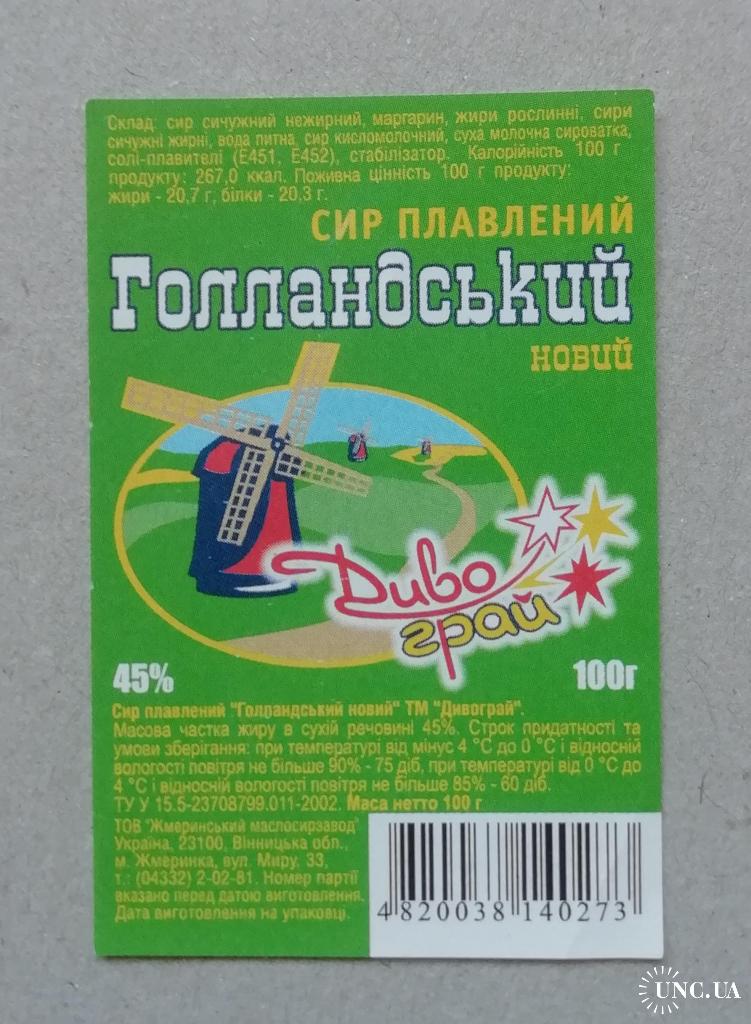 Склад: сир сичужний нежирний, маргарин, жири рослинні, сири
сичужні жирні, вода питна, сир кисломолочний, суха молочна сироватка,
солі-плавителі (Е451, Е452), стабілізатор. Калорійність 100 г
продукту: 267,0 ккал. Поживна цінність 100 г продукту:
жири - 20,7 г, білки - 20,3 г.
СИР ПЛАВЛЕНИЙ
Голландський
новий
Диво
грай
45%
100г
Сир плавлений "Голландський новий" ТМ "Дивограй".
Масова частка жиру в сухій речовині 45%. Строк придатності та
умови зберігання: при температурі від мінус 4 °С до 0 °С і відносній
вологості повітря не більше 90% - 75 діб, при температурі від 0 °С до
4 °С і відносній вологості повітря не більше 85% - 60 діб.
ТУ У 15.5-23708799.011-2002. Маса нетто 100 г
ТОВ "Жмеринський маслосирзавод"
Україна, 23100, Вінницька обл.,
м. Жмеринка, вул. Миру, 33,
т.: (04332) 2-02-81. Номер партії
вказано перед датою виготовлення.
Дата виготовлення на упаковці.
4 820038 140273
UNC.UA